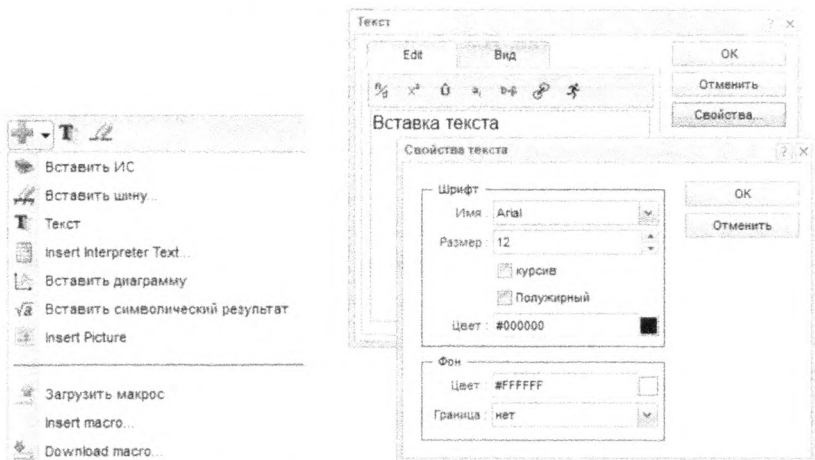 T
Вставить ИС
Вставить шину...
Текст
Insert Interpreter Text...
Вставить диаграмму
Вставить символический результат
Insert Picture
Загрузить макрос
Insert macro...
Download macro...
Текст
Edit Вид
OK
Отменить
Свойства...
Вставка текста
Свойства текста
Шрифт
Имя : Arial
Размер : 12
курсив
Полужирный
Цвет : #000000
Фон
Цвет : #FFFFFF
Граница : нет
OK
Отменить